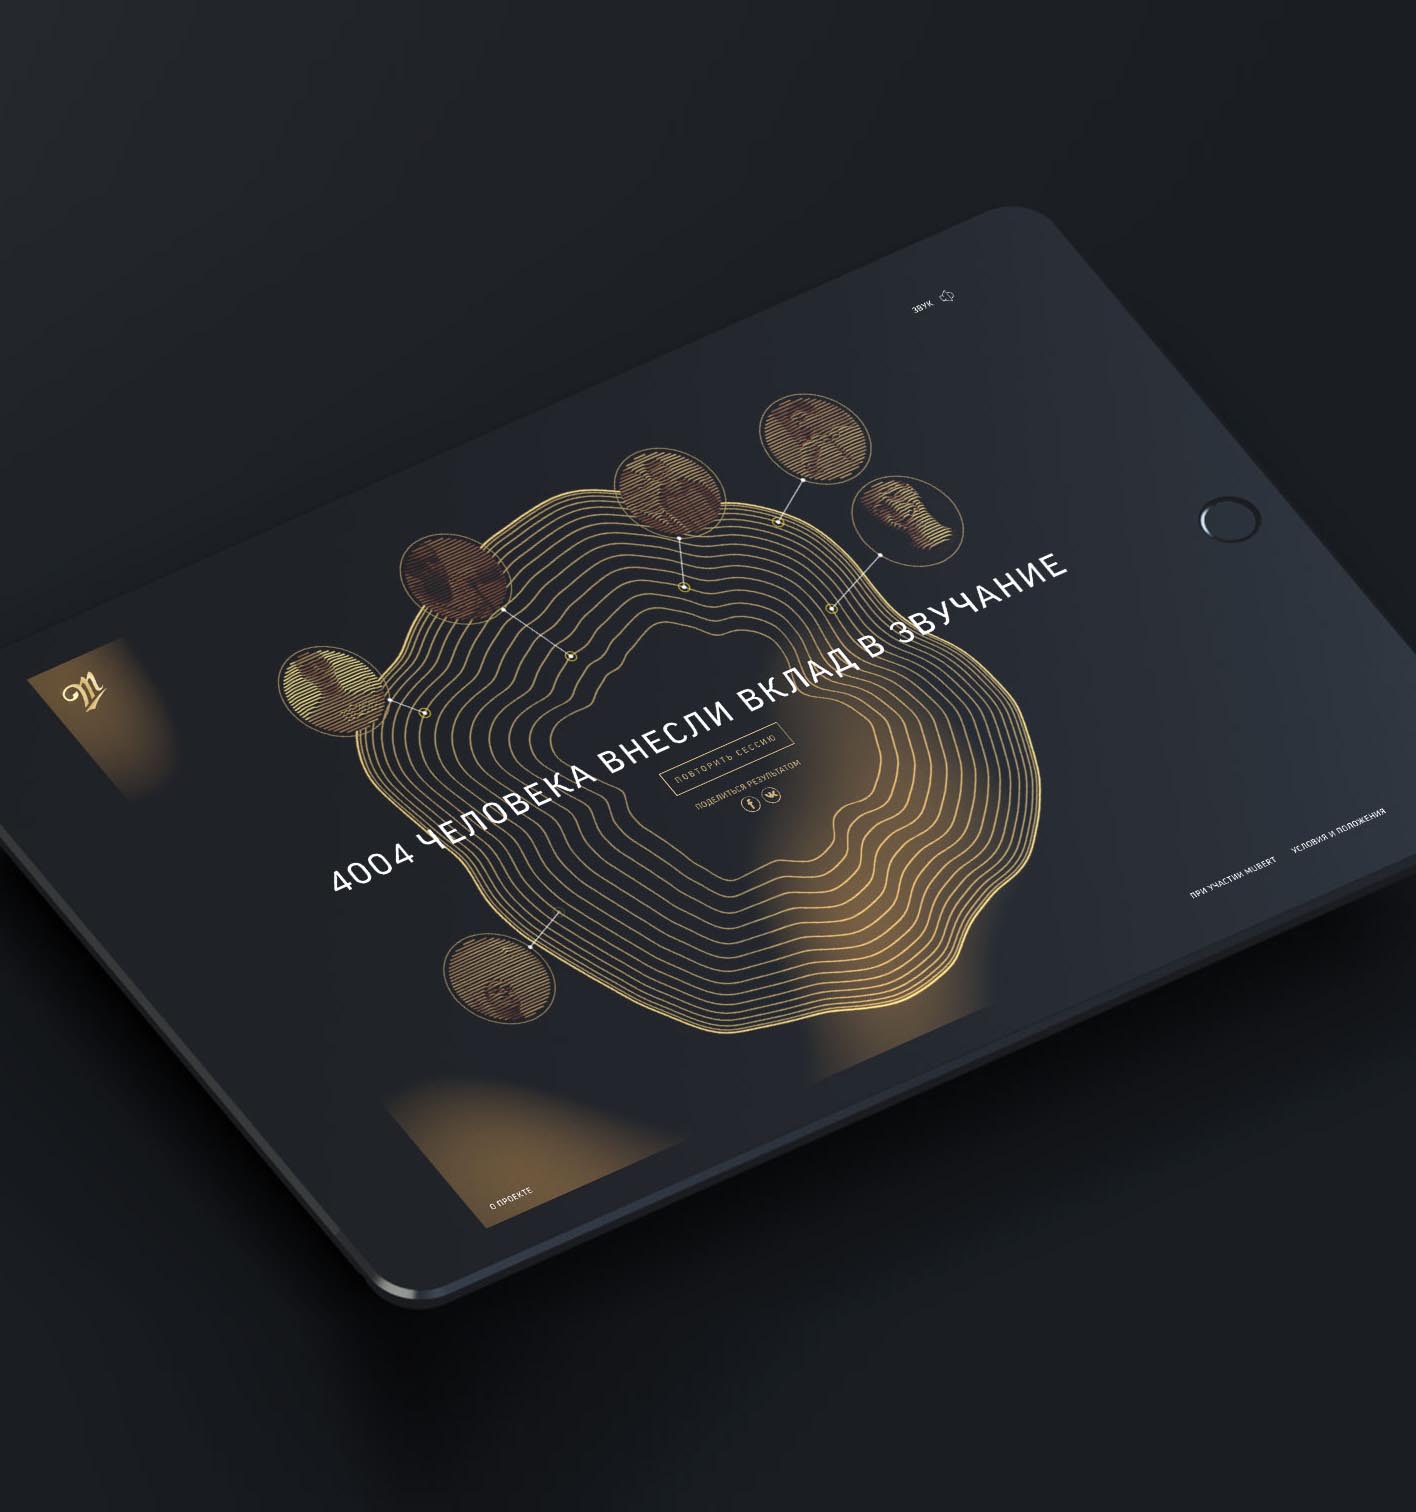 ЗВУК
4004 ЧЕЛОВЕКА ВНЕСЛИ ВКЛАД В ЗВУЧАНИЕ
ПОВТОРИТЬ СЕССИЮ
ПОДЕЛИТЬСЯ РЕЗУЛЬТАТОМ
О ПРОЕКТЕ
ПРИ УЧАСТИИ MUBERT
УСЛОВИЯ И ПОЛОЖЕНИЯ